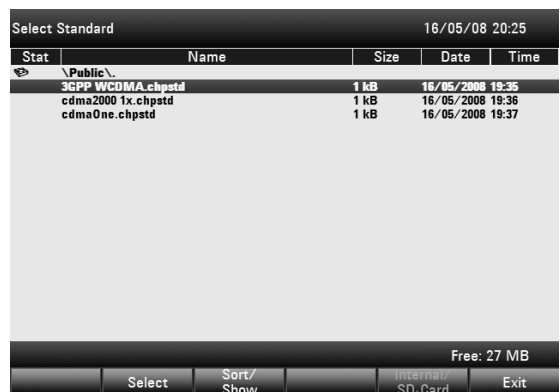 Select Standard 16/05/08 20:25
Stat Name Size Date Time
\Public\.
3GPP WCDMA.chpstd 1 kB 16/05/2008 19:35
cdma2000 1x.chpstd 1 kB 16/05/2008 19:36
cdmaOne.chpstd 1 kB 16/05/2008 19:37
Free: 27 MB
Select Sort/ Show Internal/ SD-Card Exit